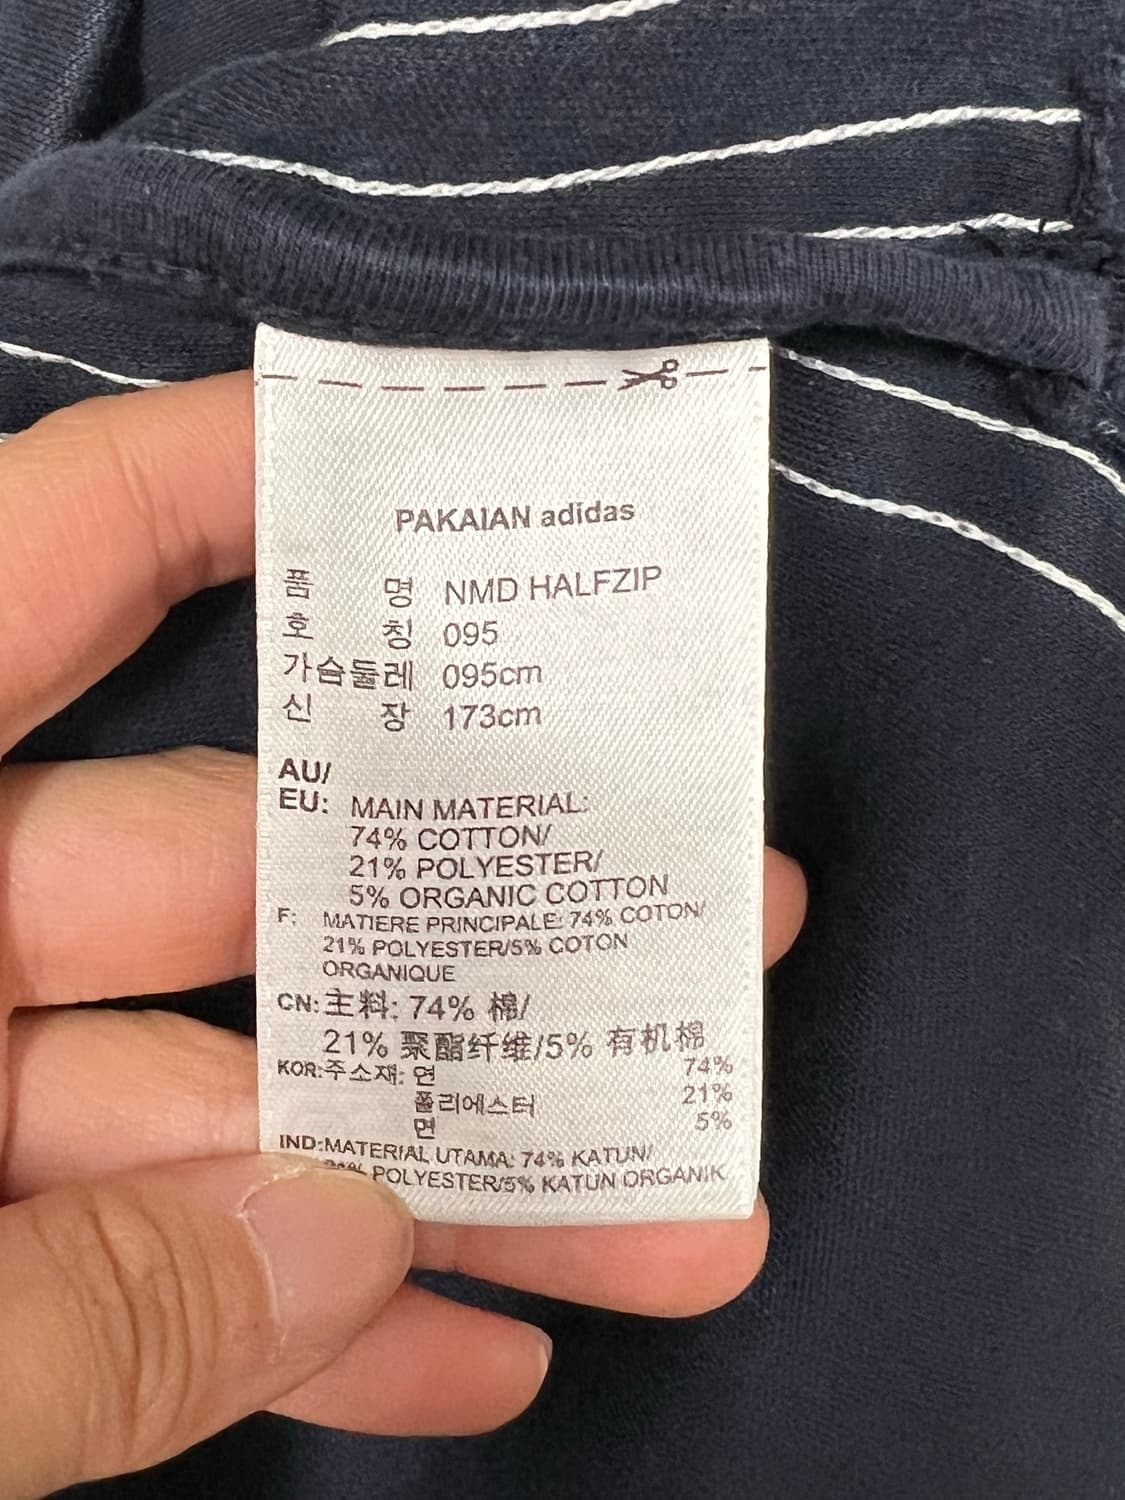 PAKAIAN adidas
품 명 NMD HALFZIP
호 칭 095
가슴둘레 095cm
신 장 173cm
AU/
EU: MAIN MATERIAL:
74% COTTON/
21% POLYESTER/
5% ORGANIC COTTON
F: MATIERE PRINCIPALE: 74% COTON/
21% POLYESTER/5% COTON
ORGANIQUE
CN:主料: 74% 棉/
21% 聚酯纤维/5% 有机棉
KOR:주소재: 면 74%
폴리에스터 21%
면 5%
IND:MATERIAL UTAMA: 74% KATUN/
21% POLYESTER/5% KATUN ORGANIK